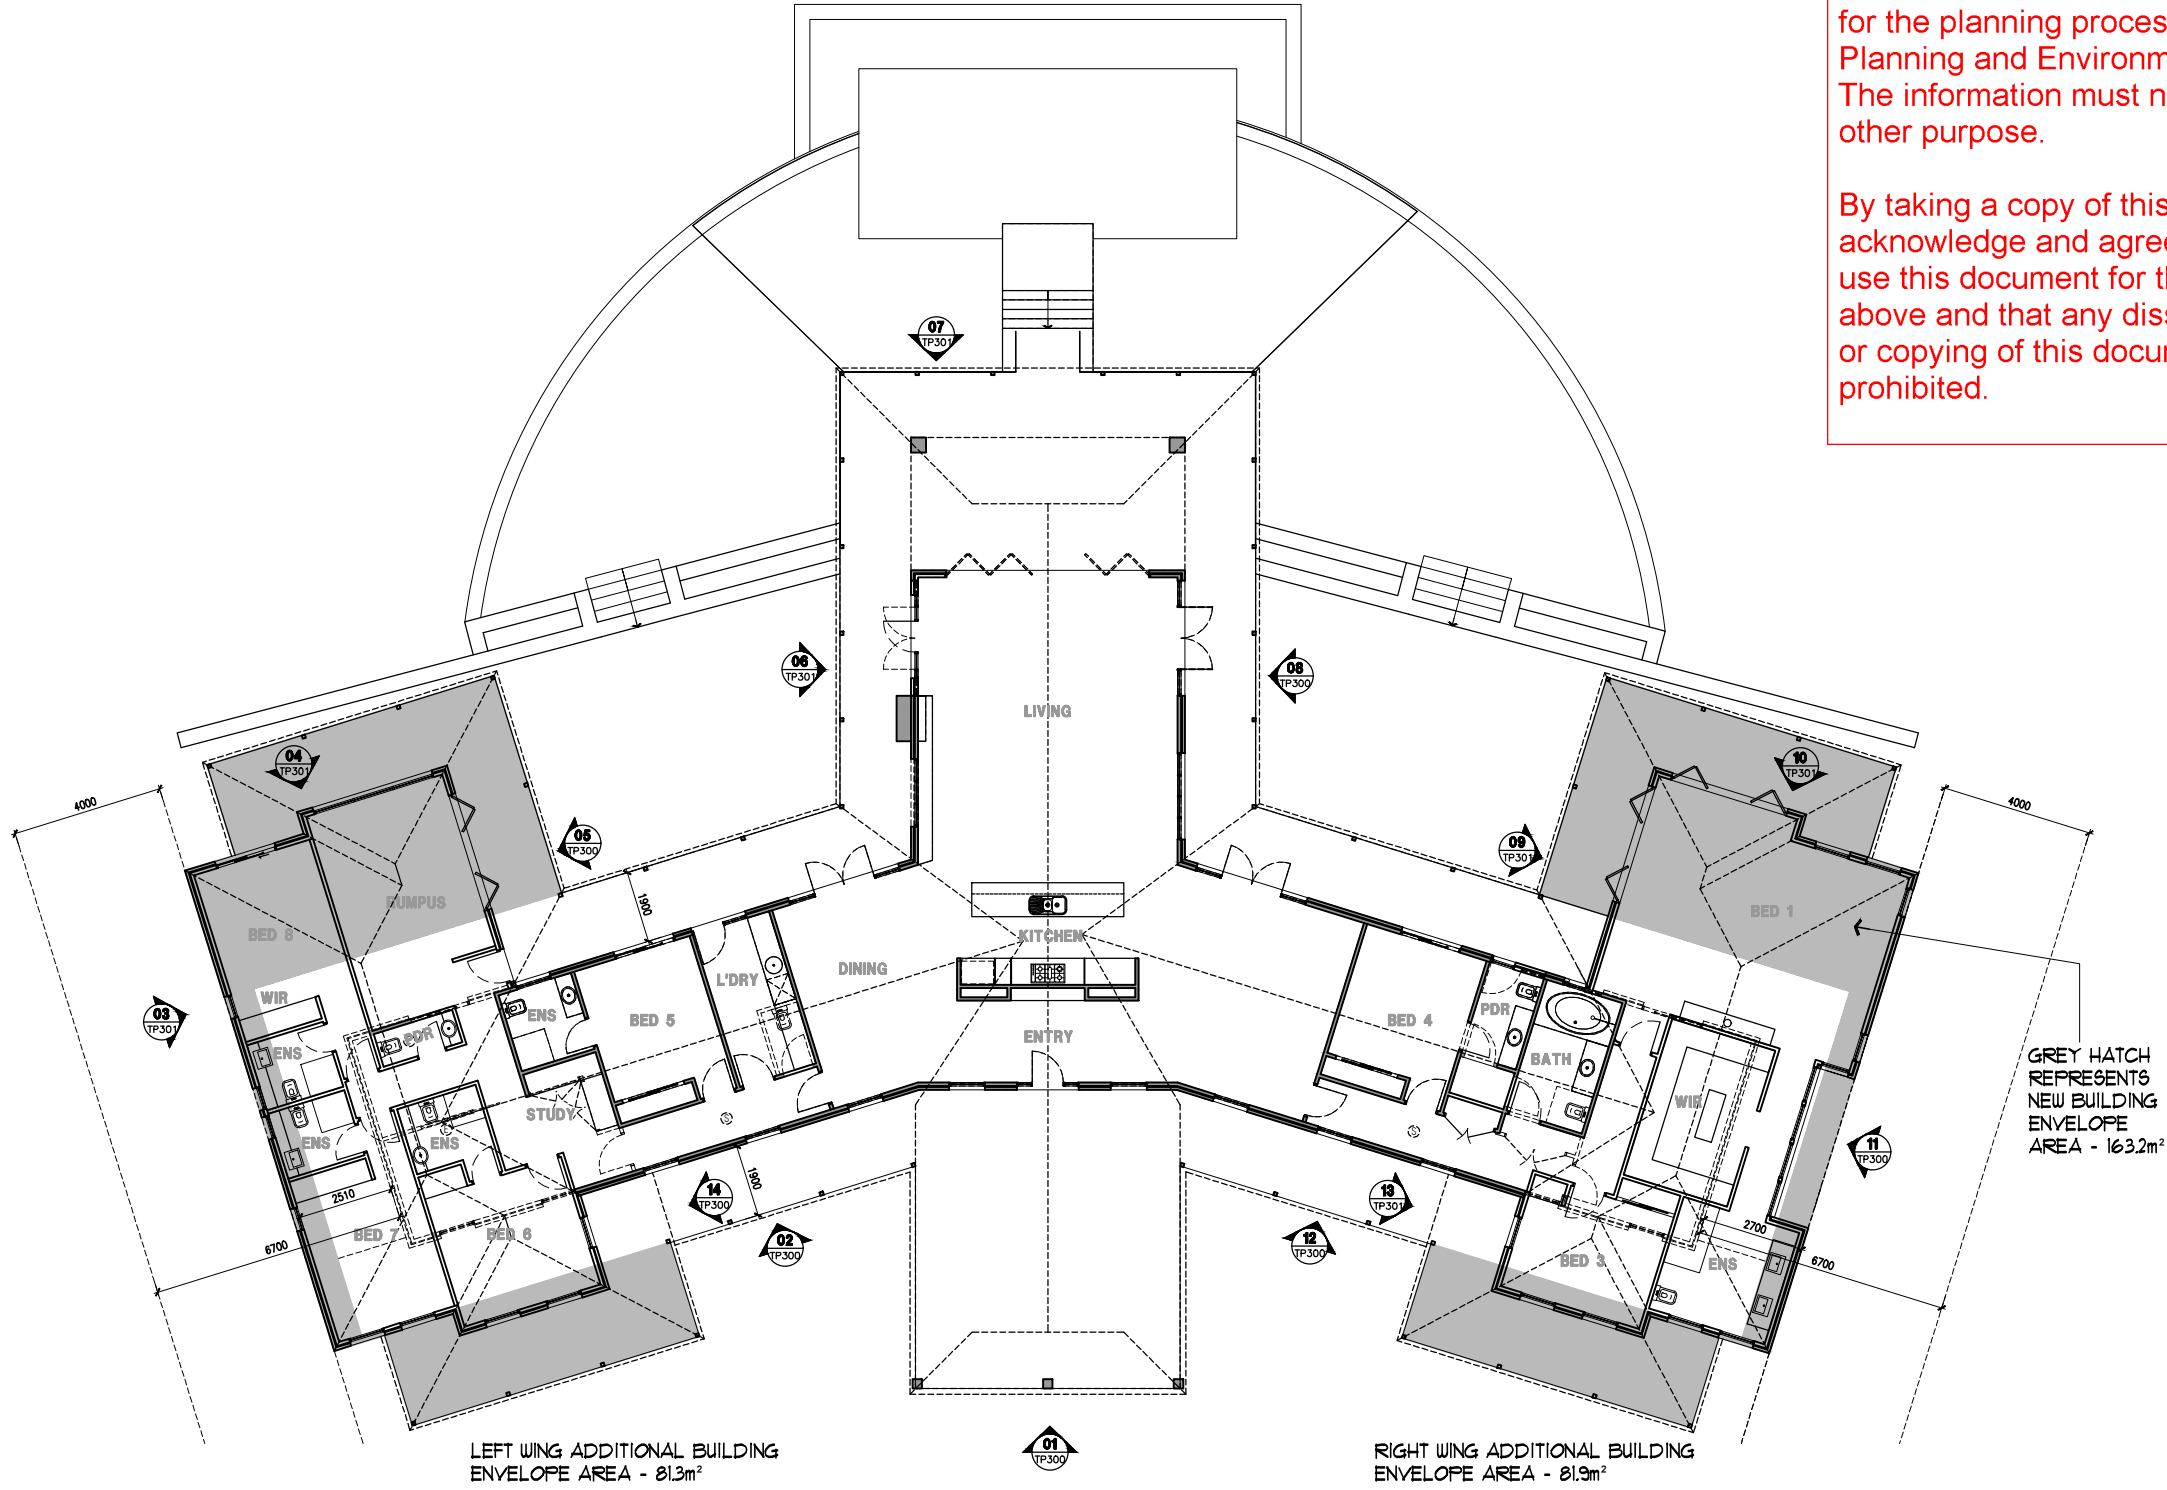 for the planning proces
Planning and Environm
The information must n
other purpose.
By taking a copy of this
acknowledge and agree
use this document for t
above and that any diss
or copying of this docu
prohibited.
07
TP301
06
TP301
08
TP300
LIVING
04
TP301
10
TP301
4000
4000
05
TP300
09
TP301
1900
RUMPUS
BED 8
BED 1
KITCHEN
DINING
L'DRY
WIR
ENS
BED 5
BED 4
PDR
03
TP301
PDR
ENTRY
ENS
BATH
GREY HATCH
REPRESENTS
NEW BUILDING
ENVELOPE
AREA - 163.2m²
WIR
STUDY
ENS
ENS
11
TP300
1900
2510
14
TP300
13
TP301
BED 7
BED 6
6700
02
TP300
12
TP300
2700
BED 3
ENS
6700
LEFT WING ADDITIONAL BUILDING
ENVELOPE AREA - 81.3m²
01
TP300
RIGHT WING ADDITIONAL BUILDING
ENVELOPE AREA - 81.9m²